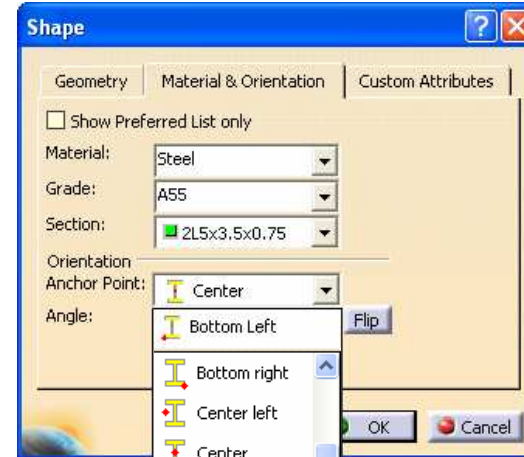 Shape
Geometry Material & Orientation Custom Attributes
Show Preferred List only
Material: Steel
Grade: A55
Section: 2L5x3.5x0.75
Orientation
Anchor Point: Center
Angle: Flip
Bottom Left
Bottom right
Center left
Center
OK Cancel